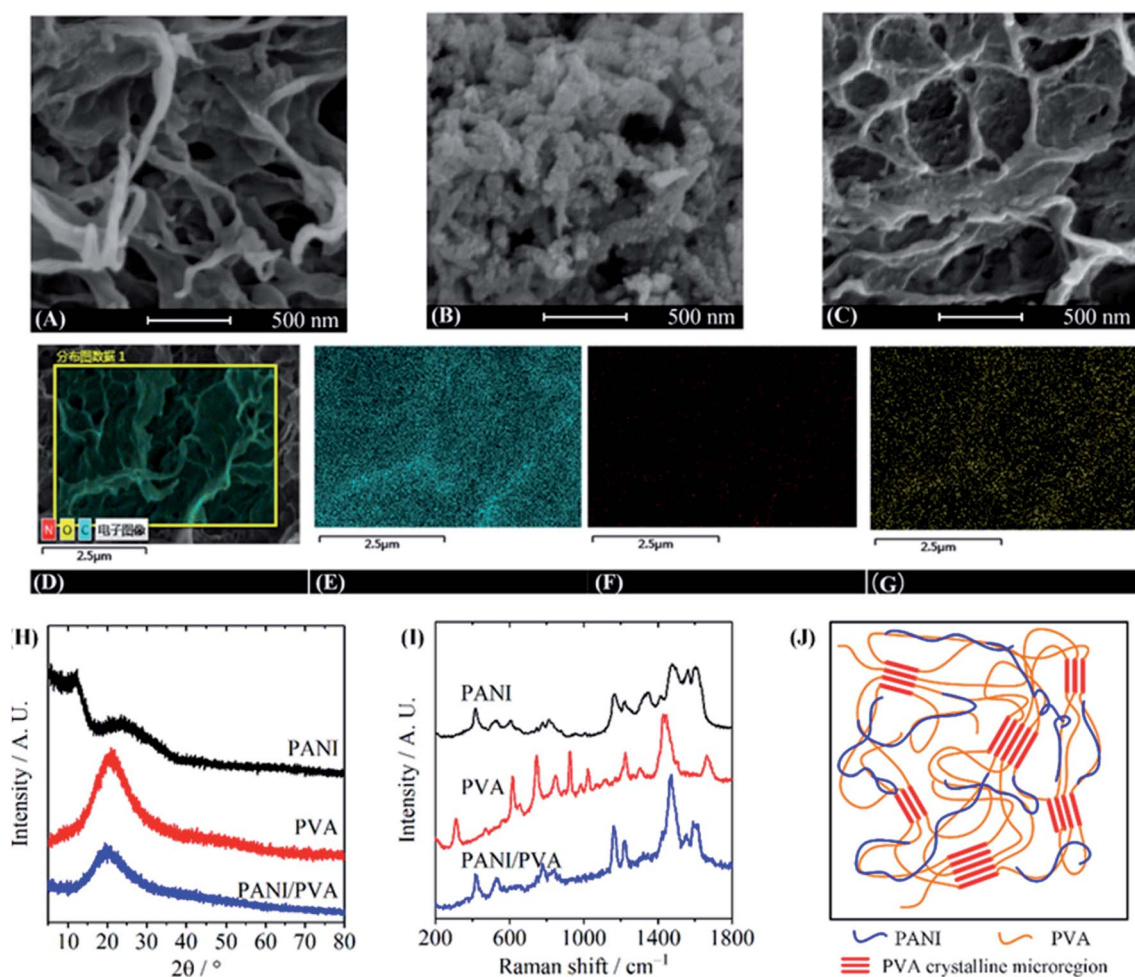 (A)
500 nm
(B)
500 nm
(C)
500 nm
分布图数据 1
N O C 电子图像
2.5μm
2.5μm
2.5μm
(D)
(E)
(F)
(G)
H)
Intensity / A. U.
PANI
PVA
PANI/PVA
10 20 30 40 50 60 70 80
2θ / °
(I)
Intensity / A. U.
PANI
PVA
PANI/PVA
200 600 1000 1400 1800
Raman shift / cm⁻¹
(J)
PANI
PVA
PVA crystalline microregion